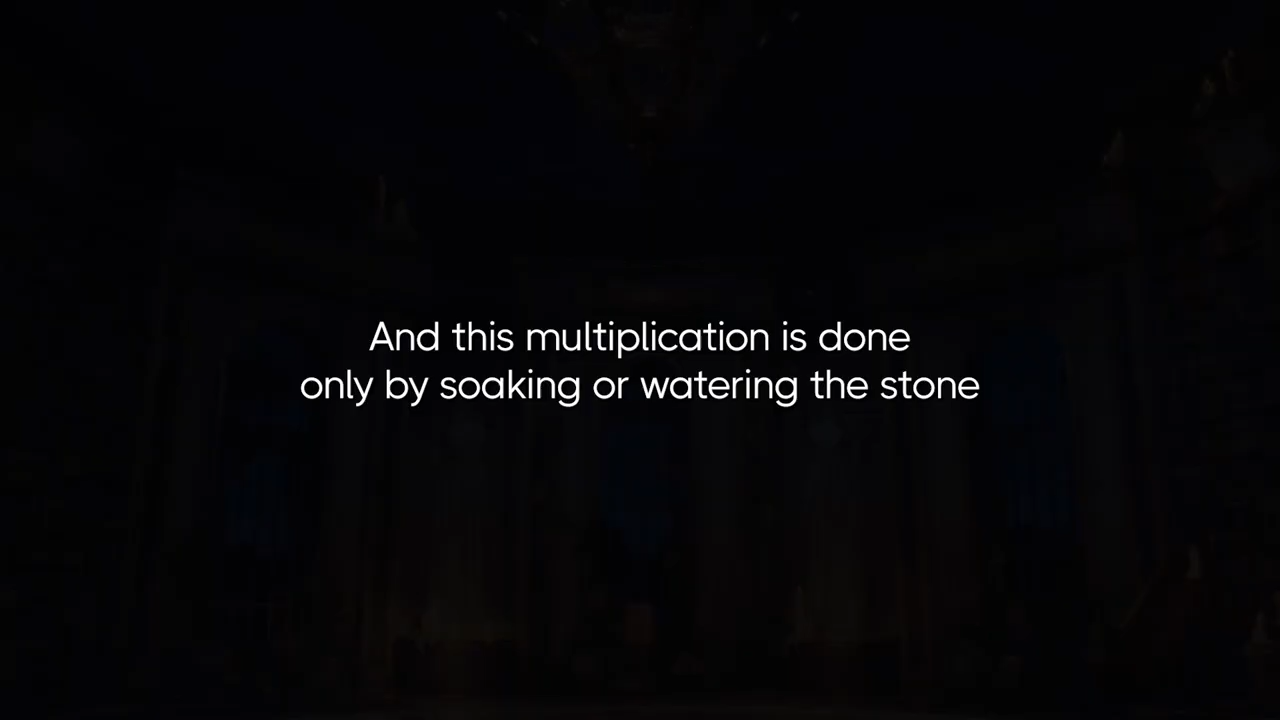 And this multiplication is done
only by soaking or watering the stone